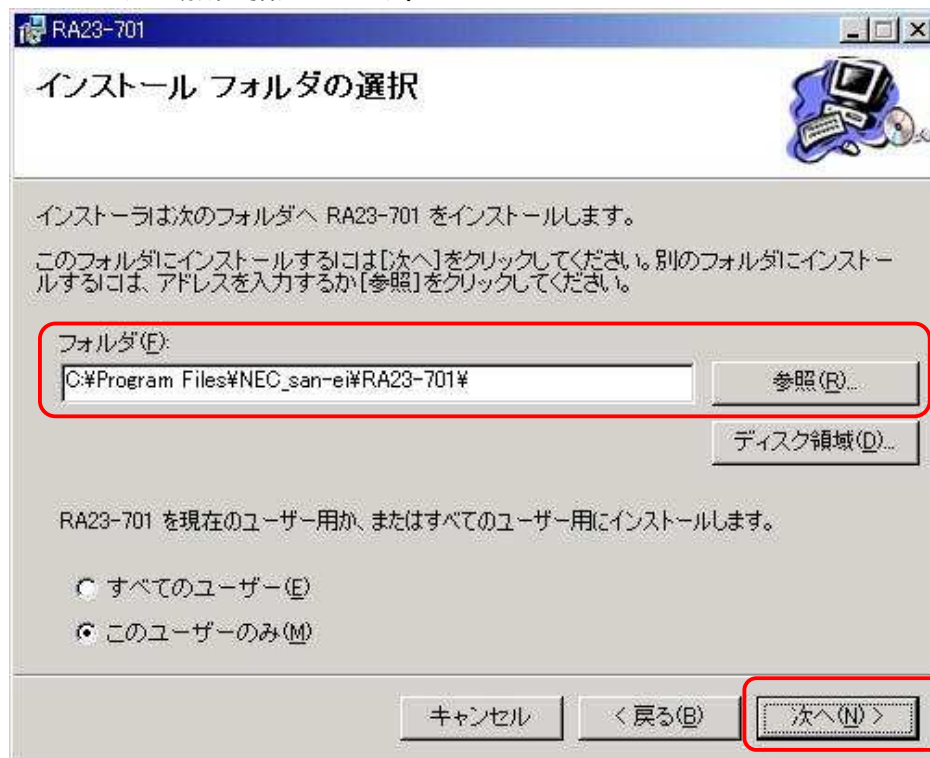 RA23-701
インストール フォルダの選択
インストーラは次のフォルダへ RA23-701 をインストールします。
このフォルダにインストールするには[次へ]をクリックしてください。別のフォルダにインストー
ルするには、アドレスを入力するか[参照]をクリックしてください。
フォルダ(F):
C:¥Program Files¥NEC_san-ei¥RA23-701¥
参照(R)...
ディスク領域(D)...
RA23-701 を現在のユーザー用か、またはすべてのユーザー用にインストールします。
すべてのユーザー(E)
このユーザーのみ(M)
キャンセル
< 戻る(B)
次へ(N) >